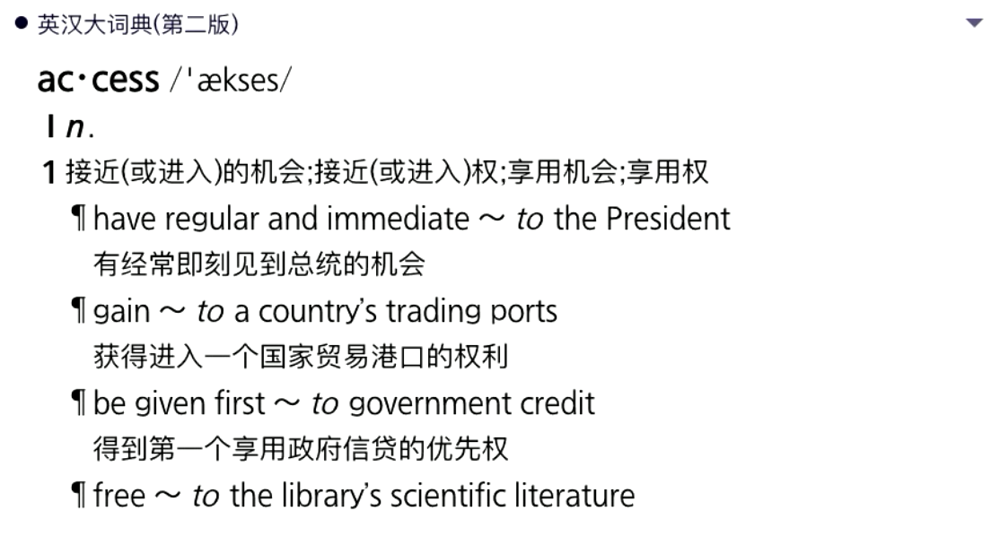 ● 英汉大词典(第二版)
ac·cess /ˈækses/
Ⅰ n.
1 接近(或进入)的机会;接近(或进入)权;享用机会;享用权
¶ have regular and immediate ～ to the President
有经常即刻见到总统的机会
¶ gain ～ to a country’s trading ports
获得进入一个国家贸易港口的权利
¶ be given first ～ to government credit
得到第一个享用政府信贷的优先权
¶ free ～ to the library’s scientific literature